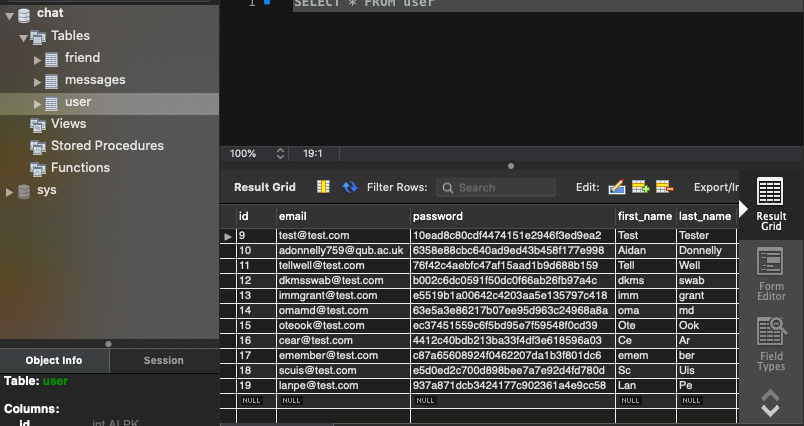 chat
Tables
friend
messages
user
Views
Stored Procedures
Functions
sys
Object Info Session
Table: user
Columns:
id int AI PK
1 SELECT * FROM user
100% 19:1
Result Grid Filter Rows: Search Edit: Export/Ir
id email password first_name last_name
9 test@test.com 10ead8c80cdf4474151e2946f3ed9ea2 Test Tester
10 adonnelly759@qub.ac.uk 6358e88cbc640ad9ed43b458f177e998 Aidan Donnelly
11 tellwell@test.com 76f42c4aebfc47af15aad1b9d688b159 Tell Well
12 dkmsswab@test.com b002c6dc0591f50dc0f66ab26fb97a4c dkms swab
13 immgrant@test.com e5519b1a00642c4203aa5e135797c418 imm grant
14 omamd@test.com 63e5a3e86217b07ee95d963c24968a8a oma md
15 oteook@test.com ec37451559c6f5bd95e7f59548f0cd39 Ote Ook
16 cear@test.com 4412c40bdb213ba33f4df3e618596a03 Ce Ar
17 emember@test.com c87a65608924f0462207da1b3f801dc6 emem ber
18 scuis@test.com e5d0ed2c700d898bee7a7e92d4fd780d Sc Uis
19 lanpe@test.com 937a871dcb3424177c902361a4e9cc58 Lan Pe
NULL NULL NULL NULL NULL
Result
Grid
Form
Editor
Field
Types